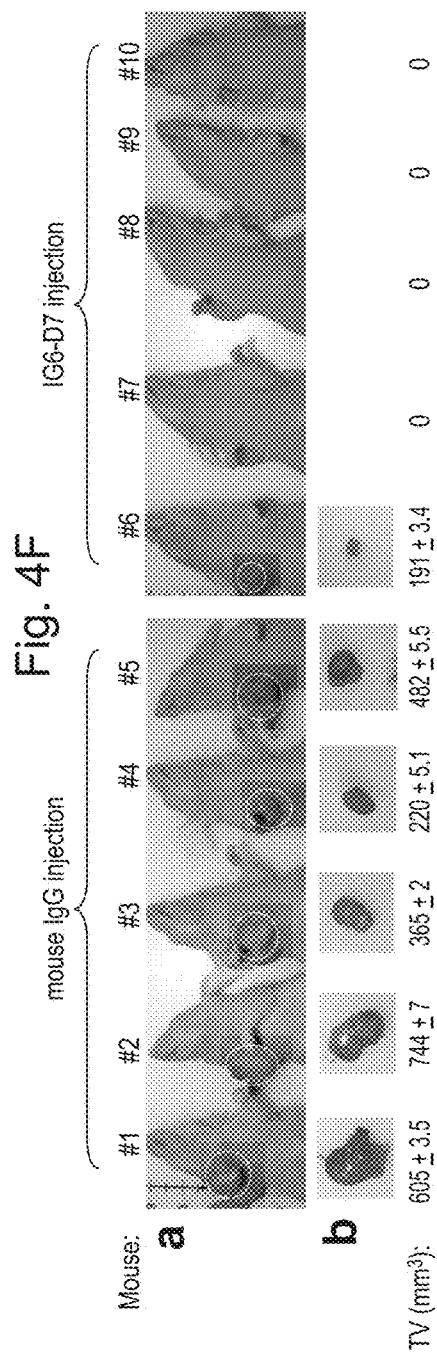 Fig. 4F
mouse IgG injection IG6-D7 injection
Mouse: #1 #2 #3 #4 #5 #6 #7 #8 #9 #10
a
b
TV (mm³): 605 ± 3.5 744 ± 7 365 ± 2 220 ± 5.1 482 ± 5.5 191 ± 3.4 0 0 0 0